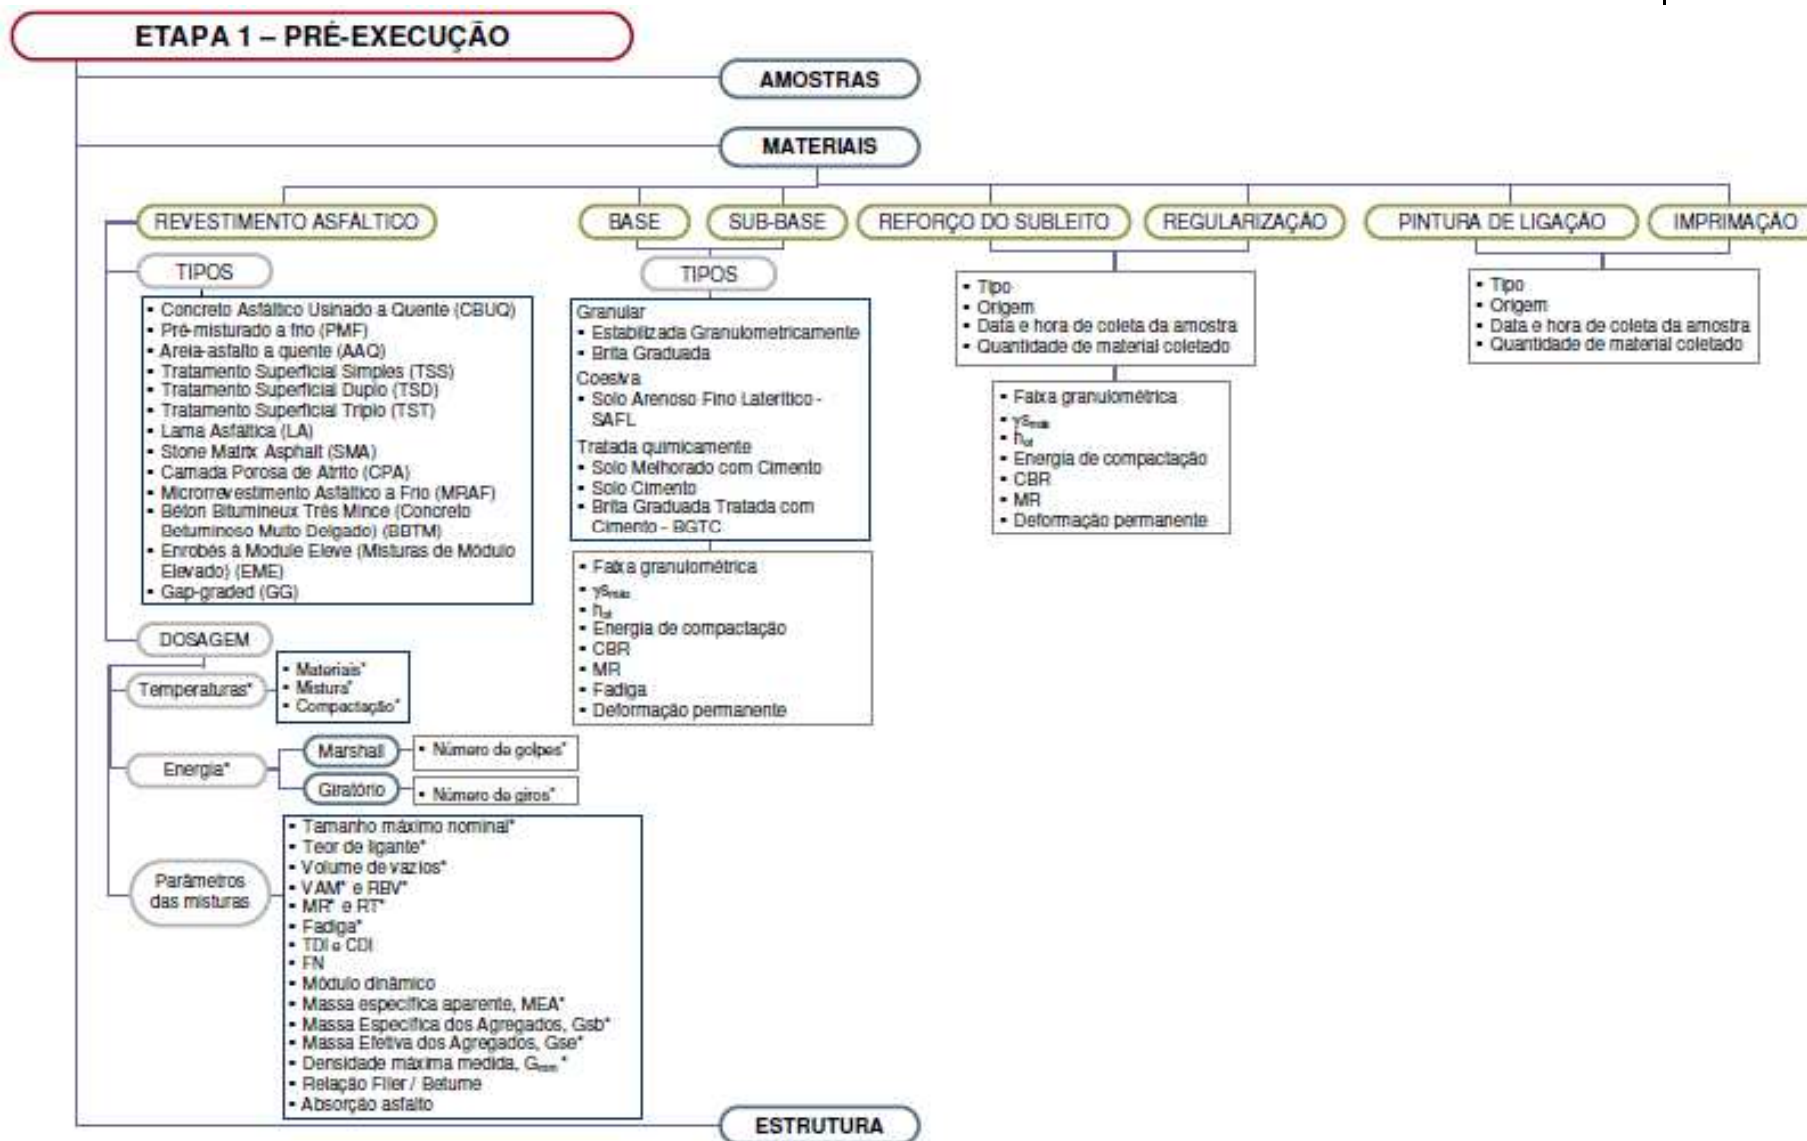 ETAPA 1 – PRÉ-EXECUÇÃO
AMOSTRAS
MATERIAIS
REVESTIMENTO ASFÁLTICO
BASE
SUB-BASE
REFORÇO DO SUBLEITO
REGULARIZAÇÃO
PINTURA DE LIGAÇÃO
IMPRIMAÇÃO
TIPOS
▪ Concreto Asfáltico Usinado a Quente (CBUQ)
▪ Pré-misturado a frio (PMF)
▪ Areia-asfalto a quente (AAQ)
▪ Tratamento Superficial Simples (TSS)
▪ Tratamento Superficial Duplo (TSD)
▪ Tratamento Superficial Triplo (TST)
▪ Lama Asfáltica (LA)
▪ Stone Matrix Asphalt (SMA)
▪ Camada Porosa de Atrito (CPA)
▪ Microrrevestimento Asfáltico a Frio (MRAF)
▪ Béton Bitumineux Três Mince (Concreto
Betuminoso Muito Delgado) (BBTM)
▪ Enrobés à Module Eleve (Misturas de Módulo
Elevado) (EME)
▪ Gap-graded (GG)
TIPOS
Granular
▪ Estabilizada Granulometricamente
▪ Brita Graduada
Coesiva
▪ Solo Arenoso Fino Laterítico -
SAFL
Tratada quimicamente
▪ Solo Melhorado com Cimento
▪ Solo Cimento
▪ Brita Graduada Tratada com
Cimento - BGTC
▪ Faixa granulométrica
▪ γs
▪ h
▪ Energia de compactação
▪ CBR
▪ MR
▪ Fadiga
▪ Deformação permanente
▪ Tipo
▪ Origem
▪ Data e hora de coleta da amostra
▪ Quantidade de material coletado
▪ Faixa granulométrica
▪ γs
▪ h
▪ Energia de compactação
▪ CBR
▪ MR
▪ Deformação permanente
▪ Tipo
▪ Origem
▪ Data e hora de coleta da amostra
▪ Quantidade de material coletado
DOSAGEM
Temperaturas*
▪ Materiais*
▪ Mistura*
▪ Compactação*
Energia*
Marshall
▪ Número de golpes*
Giratório
▪ Número de giros*
Parâmetros
das misturas
▪ Tamanho máximo nominal*
▪ Teor de ligante*
▪ Volume de vazios*
▪ VAM* e RBV*
▪ MR* e RT*
▪ Fadiga*
▪ TDI e CDI
▪ FN
▪ Módulo dinâmico
▪ Massa específica aparente, MEA*
▪ Massa Específica dos Agregados, Gsb*
▪ Massa Efetiva dos Agregados, Gse*
▪ Densidade máxima medida, Gmm*
▪ Relação Filer / Betume
▪ Absorção asfalto
ESTRUTURA